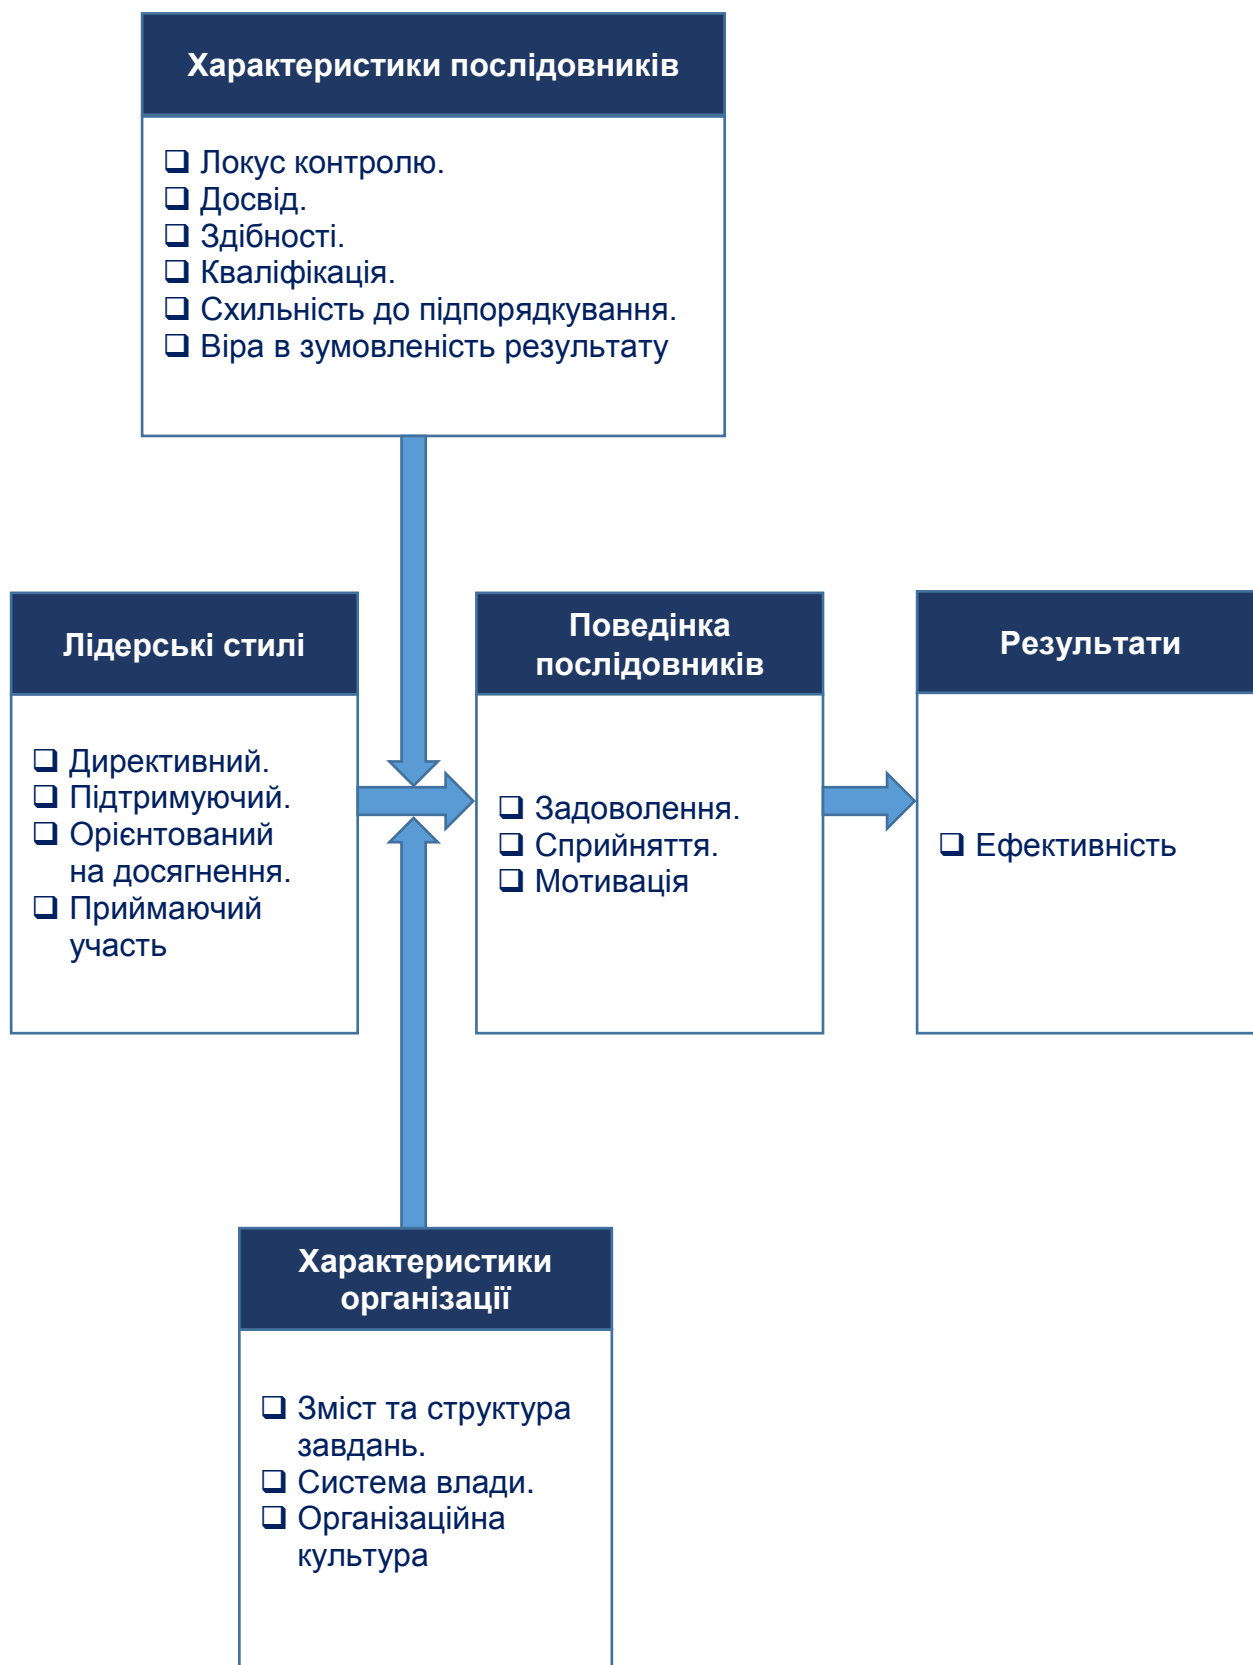 Характеристики послідовників
❑ Локус контролю.
❑ Досвід.
❑ Здібності.
❑ Кваліфікація.
❑ Схильність до підпорядкування.
❑ Віра в зумовленість результату
Лідерські стилі
❑ Директивний.
❑ Підтримуючий.
❑ Орієнтований
на досягнення.
❑ Приймаючий
участь
Поведінка
послідовників
❑ Задоволення.
❑ Сприйняття.
❑ Мотивація
Результати
❑ Ефективність
Характеристики
організації
❑ Зміст та структура
завдань.
❑ Система влади.
❑ Організаційна
культура